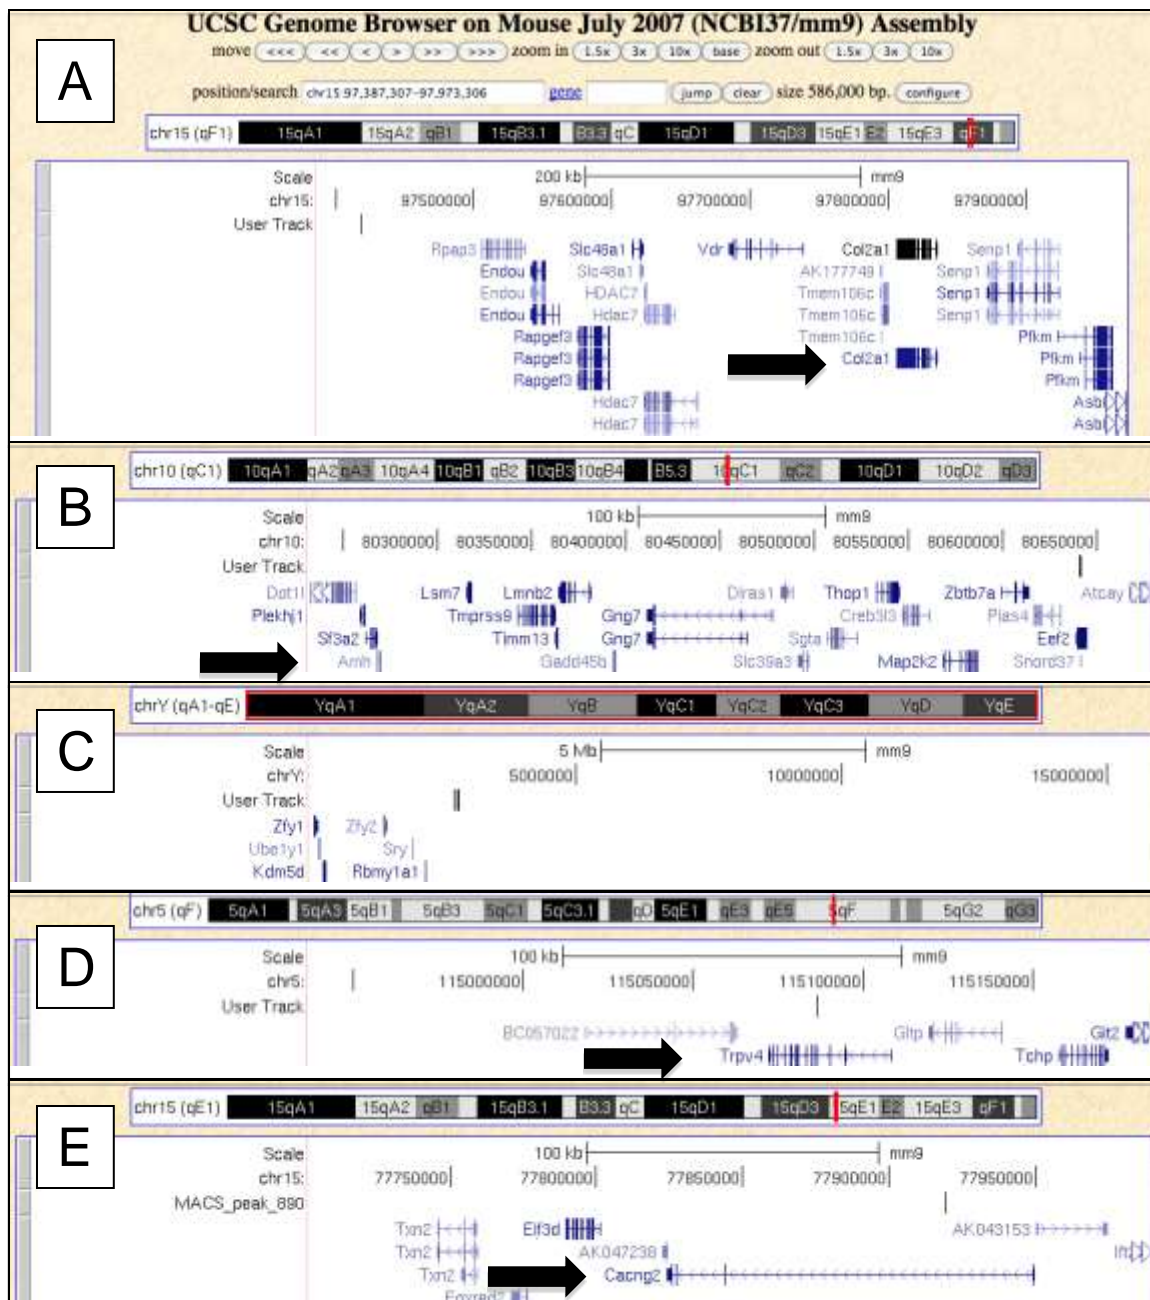 UCSC Genome Browser on Mouse July 2007 (NCBI37/mm9) Assembly
A
move <<< << < > >> >>> zoom in 1.5x 3x 10x base zoom out 1.5x 3x 10x
position/search chr15:97,387,307-97,973,306 gene jump clear size 586,000 bp. configure
chr15 (qF1) 15qA1 15qA2 qB1 15qB3.1 B3.3 qC 15qD1 15qD3 15qE1 E2 15qE3 qF1
Scale 200 kb mm9
chr15: 97500000 97600000 97700000 97800000 97900000
User Track
Rpap3 Slc48a1 Vdr Col2a1 Senp1
Endou Slc48a1 AK177749 Senp1
Endou HDAC7 Tmem106c Senp1
Endou Hdac7 Tmem106c Senp1
Rapgef3 Tmem106c Pfkm
Rapgef3 Col2a1 Pfkm
Rapgef3 Pfkm
Hdac7 Asb
Hdac7 Asb
B
chr10 (qC1) 10qA1 qA2 qA3 10qA4 10qB1 qB2 10qB3 10qB4 B5.3 10qC1 qC2 10qD1 10qD2 qD3
Scale 100 kb mm9
chr10: 80300000 80350000 80400000 80450000 80500000 80550000 80600000 80650000
User Track
Dot1l Lsm7 Lmnb2 Diras1 Thop1 Zbtb7a Atcay
Plekhj1 Tmprss9 Gng7 Creb3l3 Pias4
Sf3a2 Timm13 Gng7 Sgta Eef2
Amh Gadd45b Slc39a3 Map2k2 Snord37
C
chrY (qA1-qE) YqA1 YqA2 YqB YqC1 YqC2 YqC3 YqD YqE
Scale 5 Mb mm9
chrY: 5000000 10000000 15000000
User Track
Zfy1 Zfy2
Ube1y1 Sry
Kdm5d Rbmy1a1
D
chr5 (qF) 5qA1 5qA3 5qB1 5qB3 5qC1 5qC3.1 qD 5qE1 qE3 qE5 5qF 5qG2 qG3
Scale 100 kb mm9
chr5: 115000000 115050000 115100000 115150000
User Track
BC057022 Gltp Git2
Trpv4 Tchp
E
chr15 (qE1) 15qA1 15qA2 qB1 15qB3.1 B3.3 qC 15qD1 15qD3 5qE1 E2 15qE3 qF1
Scale 100 kb mm9
chr15: 77750000 77800000 77850000 77900000 77950000
MACS_peak_890
Txn2 Eif3d AK043153
Txn2 AK047238
Txn2 Cacng2
Foxred2